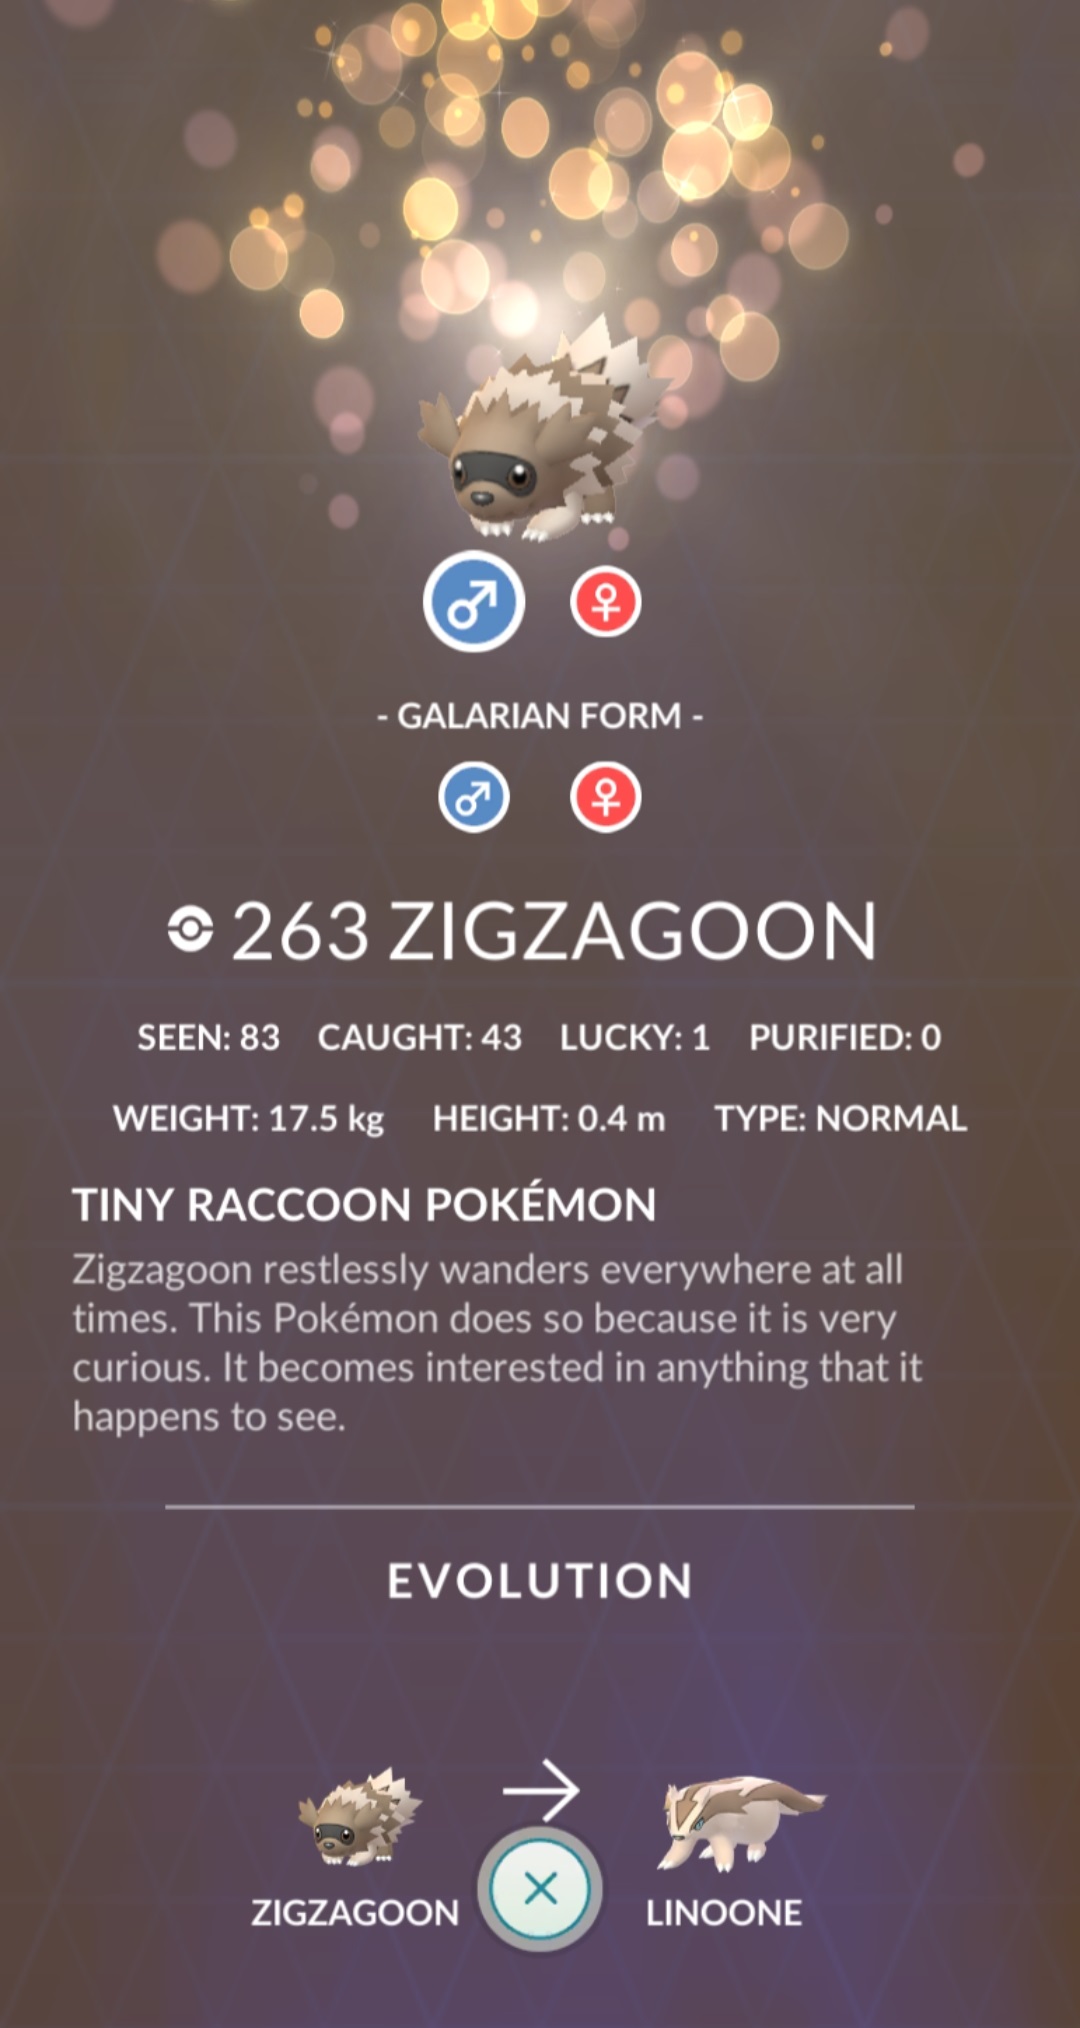 - GALARIAN FORM -
263 ZIGZAGOON
SEEN: 83 CAUGHT: 43 LUCKY: 1 PURIFIED: 0
WEIGHT: 17.5 kg HEIGHT: 0.4 m TYPE: NORMAL
TINY RACCOON POKÉMON
Zigzagoon restlessly wanders everywhere at all
times. This Pokémon does so because it is very
curious. It becomes interested in anything that it
happens to see.
EVOLUTION
ZIGZAGOON LINOONE